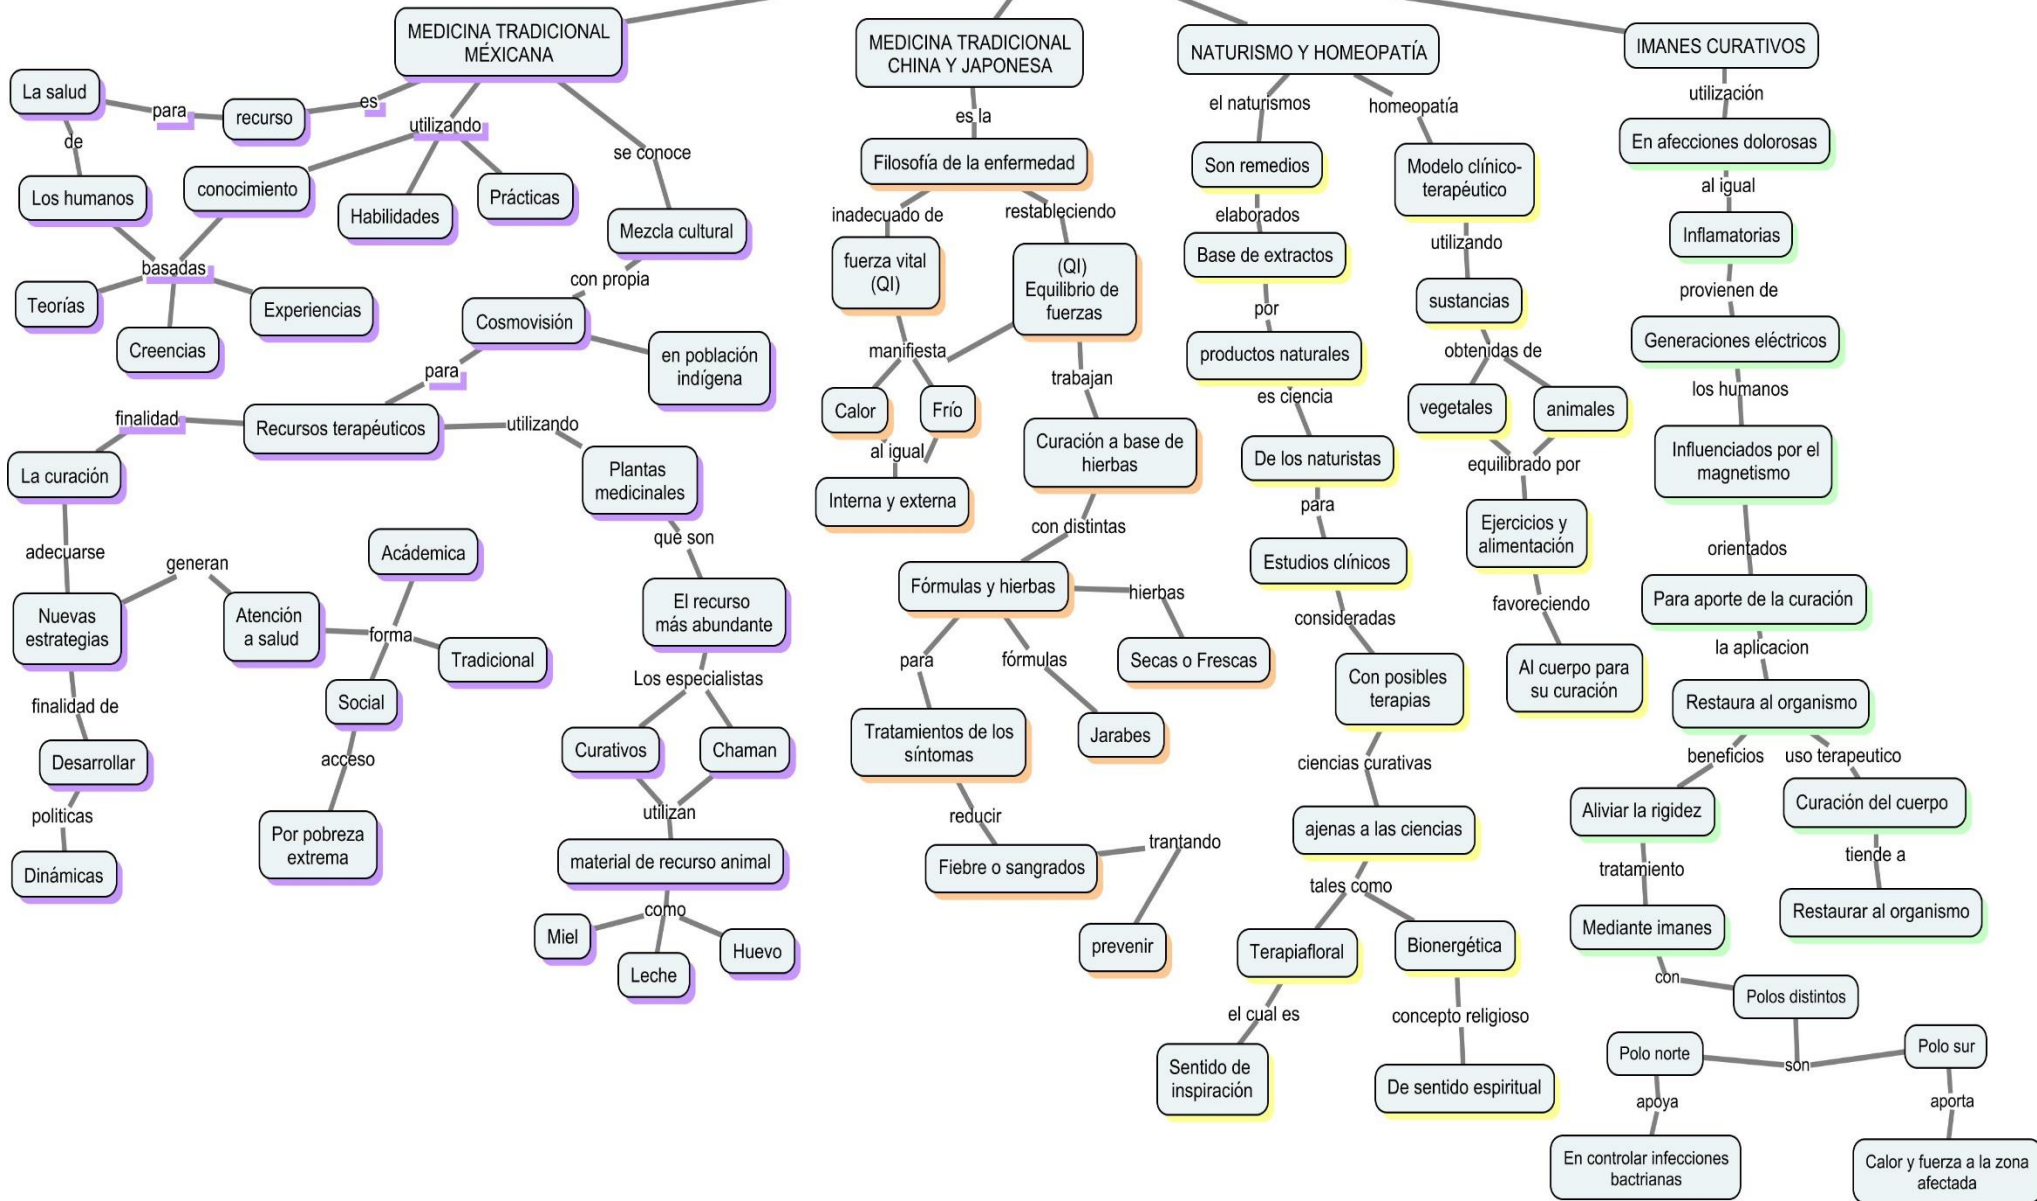 MEDICINA TRADICIONAL
MÉXICANA
La salud
para
recurso
es
de
utilizando
se conoce
Los humanos
conocimiento
Habilidades
Prácticas
Mezcla cultural
basadas
Teorías
Creencias
Experiencias
con propia
Cosmovisión
en población
indígena
para
finalidad
Recursos terapéuticos
utilizando
La curación
Plantas
medicinales
adecuarse
generan
Acádemica
que son
Nuevas
estrategias
Atención
a salud
forma
Tradicional
El recurso
más abundante
finalidad de
Social
Los especialistas
Desarrollar
acceso
Curativos
Chaman
politicas
Por pobreza
extrema
utilizan
Dinámicas
material de recurso animal
como
Miel
Leche
Huevo
MEDICINA TRADICIONAL
CHINA Y JAPONESA
es la
Filosofía de la enfermedad
inadecuado de
restableciendo
fuerza vital
(QI)
(QI)
Equilibrio de
fuerzas
manifiesta
trabajan
Calor
Frío
al igual
Interna y externa
Curación a base de
hierbas
con distintas
Fórmulas y hierbas
hierbas
para
fórmulas
Secas o Frescas
Tratamientos de los
síntomas
Jarabes
reducir
Fiebre o sangrados
trantando
prevenir
NATURISMO Y HOMEOPATÍA
el naturismos
homeopatía
Son remedios
Modelo clínico-
terapéutico
elaborados
utilizando
Base de extractos
sustancias
por
obtenidas de
productos naturales
vegetales
animales
es ciencia
equilibrado por
De los naturistas
Ejercicios y
alimentación
para
Estudios clínicos
favoreciendo
consideradas
Al cuerpo para
su curación
Con posibles
terapias
ciencias curativas
ajenas a las ciencias
tales como
Terapiafloral
Bionergética
el cual es
concepto religioso
Sentido de
inspiración
De sentido espiritual
IMANES CURATIVOS
utilización
En afecciones dolorosas
al igual
Inflamatorias
provienen de
Generaciones eléctricos
los humanos
Influenciados por el
magnetismo
orientados
Para aporte de la curación
la aplicacion
Restaura al organismo
beneficios
uso terapeutico
Aliviar la rigidez
Curación del cuerpo
tratamiento
tiende a
Mediante imanes
Restaurar al organismo
con
Polos distintos
son
Polo norte
Polo sur
apoya
aporta
En controlar infecciones
bactrianas
Calor y fuerza a la zona
afectada